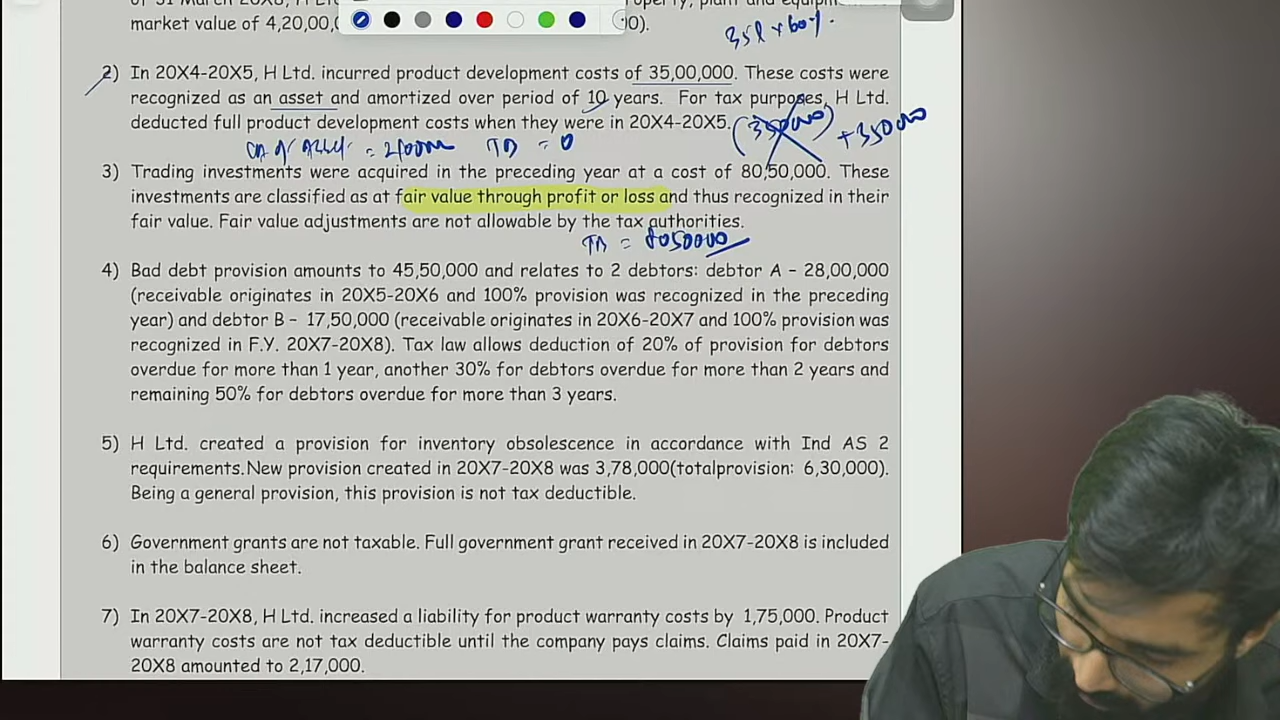 market value of 4,20,00,
35l x 60%.
2) In 20X4-20X5, H Ltd. incurred product development costs of 35,00,000. These costs were
recognized as an asset and amortized over period of 10 years. For tax purposes, H Ltd.
deducted full product development costs when they were in 20X4-20X5. (350000) +350000
TB = 0
3) Trading investments were acquired in the preceding year at a cost of 80,50,000. These
investments are classified as at fair value through profit or loss and thus recognized in their
fair value. Fair value adjustments are not allowable by the tax authorities.
TB = 8050000
4) Bad debt provision amounts to 45,50,000 and relates to 2 debtors: debtor A – 28,00,000
(receivable originates in 20X5-20X6 and 100% provision was recognized in the preceding
year) and debtor B – 17,50,000 (receivable originates in 20X6-20X7 and 100% provision was
recognized in F.Y. 20X7-20X8). Tax law allows deduction of 20% of provision for debtors
overdue for more than 1 year, another 30% for debtors overdue for more than 2 years and
remaining 50% for debtors overdue for more than 3 years.
5) H Ltd. created a provision for inventory obsolescence in accordance with Ind AS 2
requirements.New provision created in 20X7-20X8 was 3,78,000(totalprovision: 6,30,000).
Being a general provision, this provision is not tax deductible.
6) Government grants are not taxable. Full government grant received in 20X7-20X8 is included
in the balance sheet.
7) In 20X7-20X8, H Ltd. increased a liability for product warranty costs by 1,75,000. Product
warranty costs are not tax deductible until the company pays claims. Claims paid in 20X7-
20X8 amounted to 2,17,000.